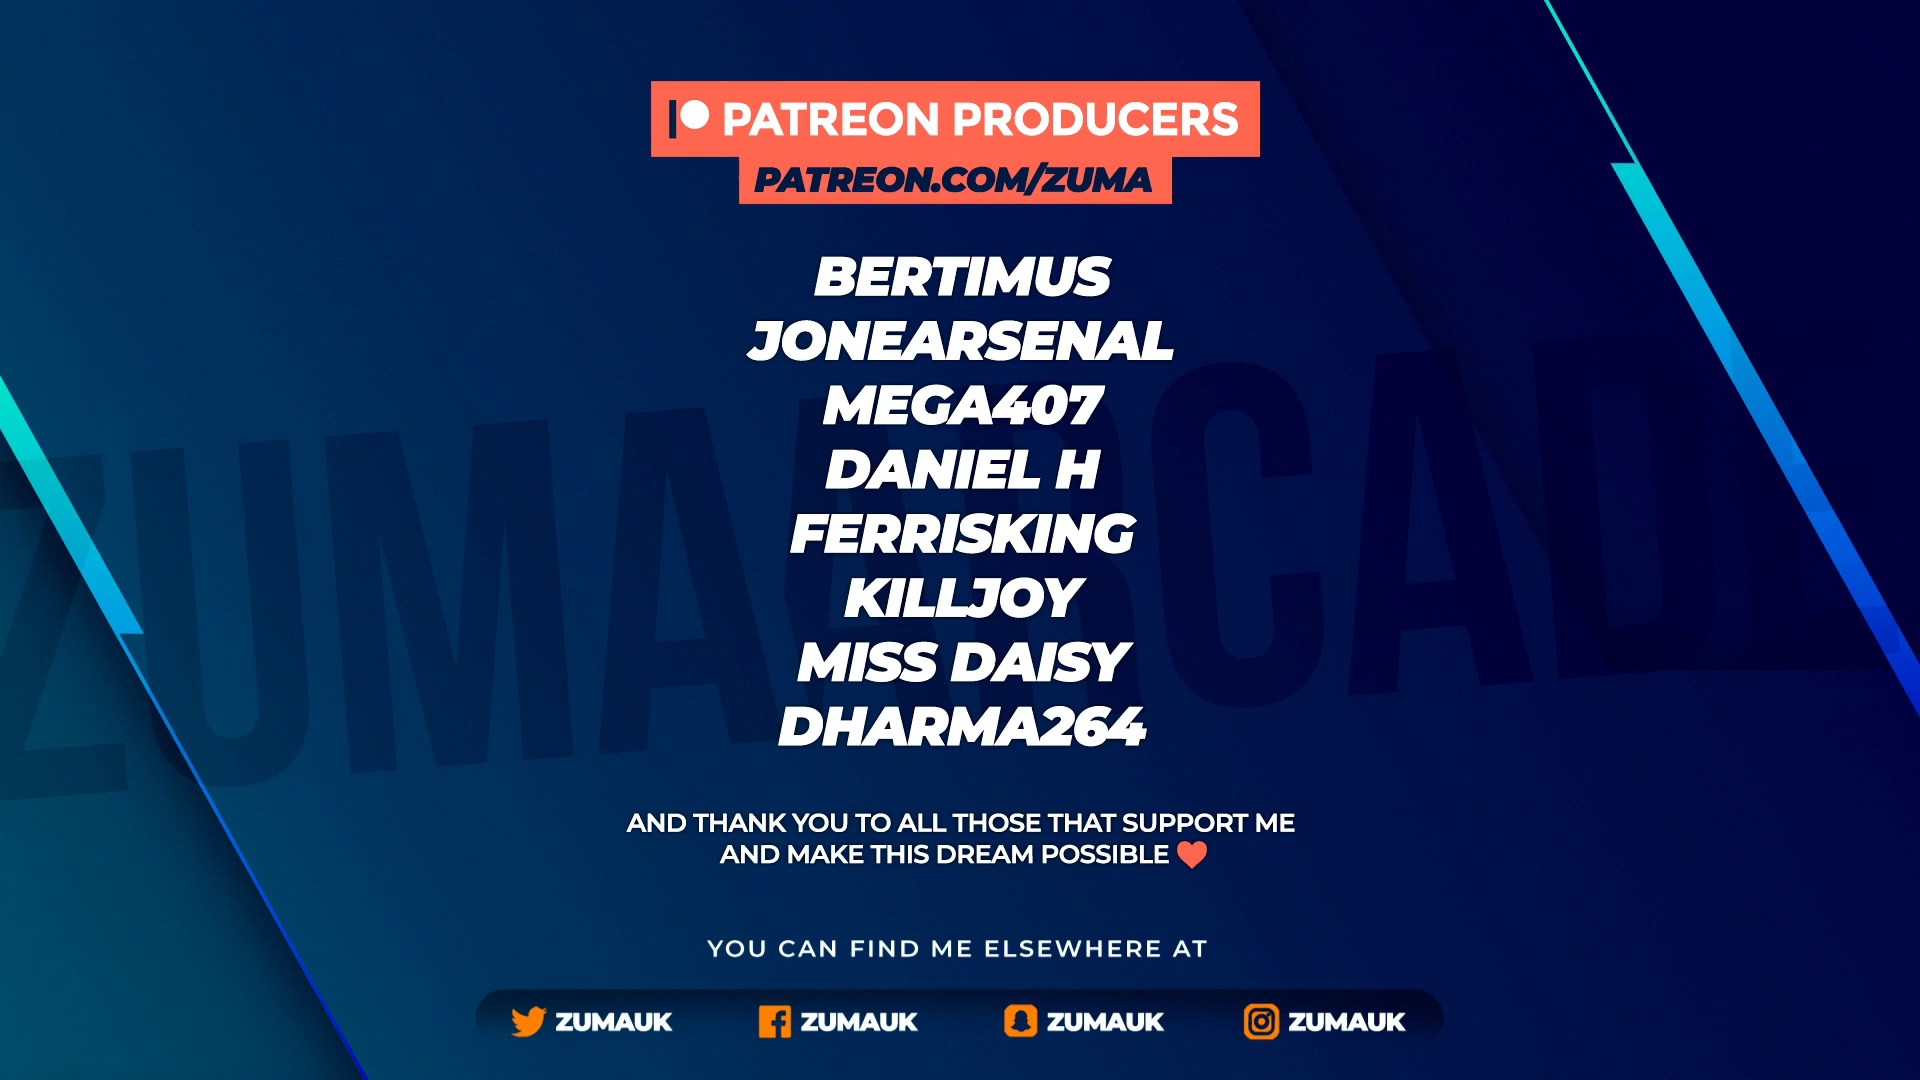 PATREON PRODUCERS
PATREON.COM/ZUMA
BERTIMUS
JONEARSENAL
MEGA407
DANIEL H
FERRISKING
KILLJOY
MISS DAISY
DHARMA264
AND THANK YOU TO ALL THOSE THAT SUPPORT ME
AND MAKE THIS DREAM POSSIBLE ❤
YOU CAN FIND ME ELSEWHERE AT
ZUMAUK ZUMAUK ZUMAUK ZUMAUK
ZUMAARCADE